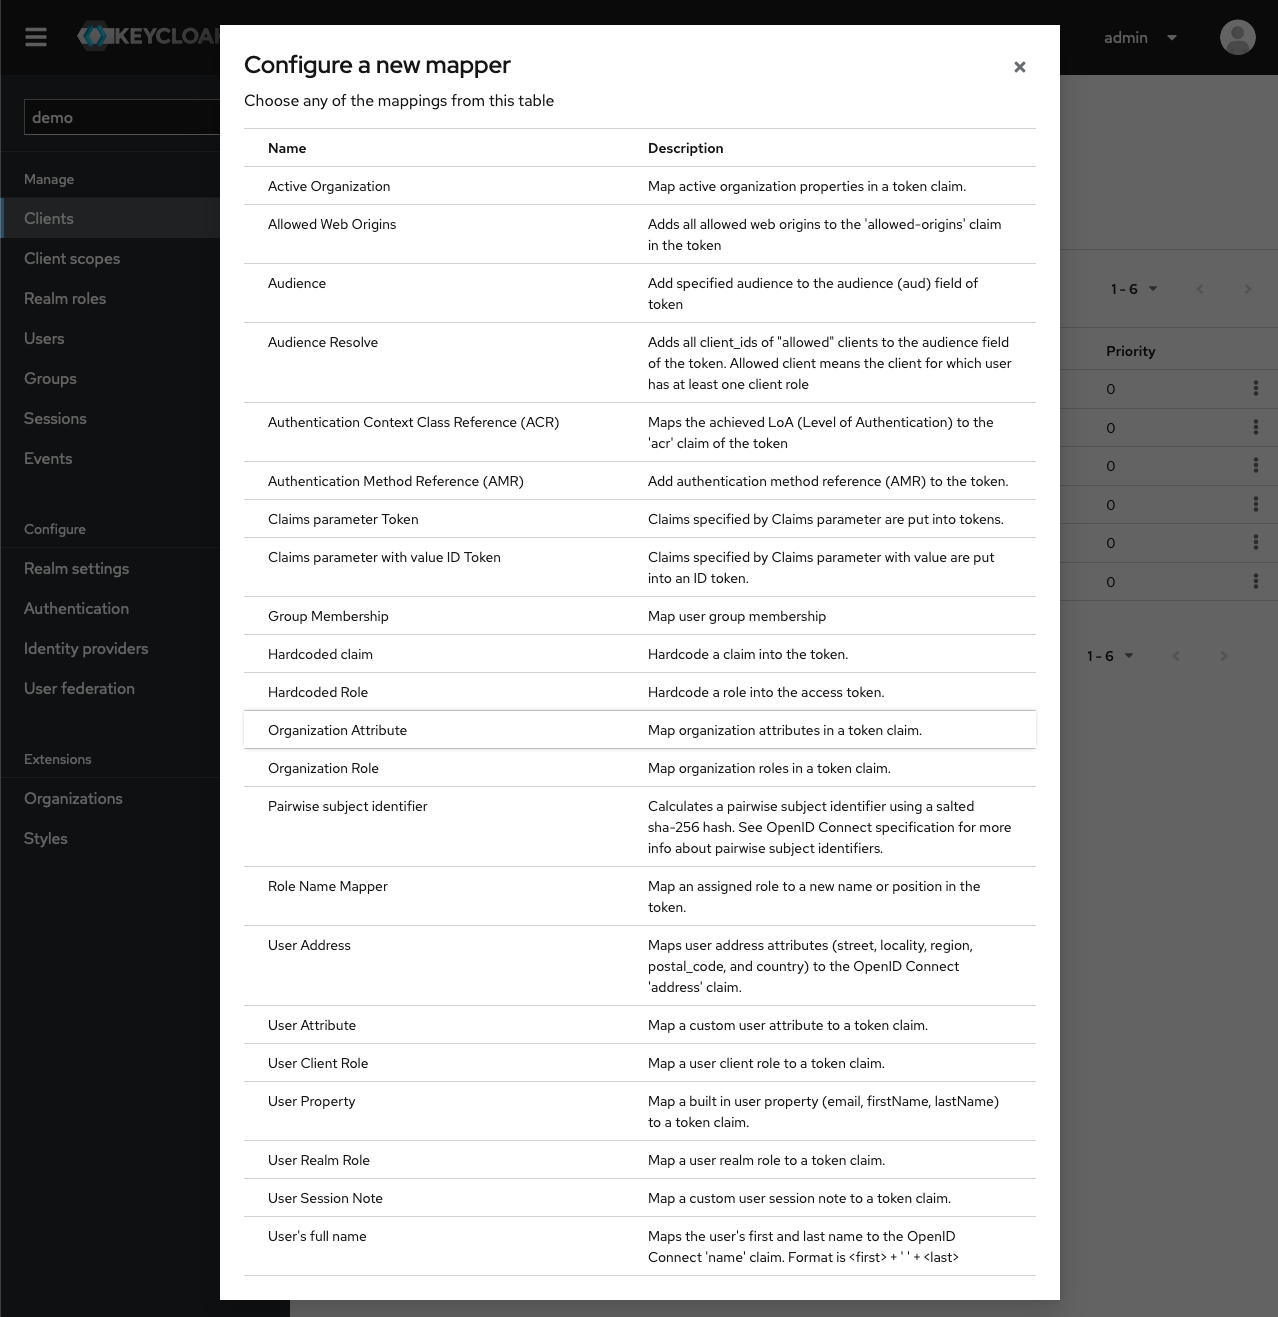 KEYCLOA
admin
demo
Manage
Clients
Client scopes
Realm roles
Users
Groups
Sessions
Events
Configure
Realm settings
Authentication
Identity providers
User federation
Extensions
Organizations
Styles
Configure a new mapper
Choose any of the mappings from this table
Name Description
Active Organization Map active organization properties in a token claim.
Allowed Web Origins Adds all allowed web origins to the 'allowed-origins' claim
in the token
Audience Add specified audience to the audience (aud) field of
token
Audience Resolve Adds all client_ids of "allowed" clients to the audience field
of the token. Allowed client means the client for which user
has at least one client role
Authentication Context Class Reference (ACR) Maps the achieved LoA (Level of Authentication) to the
'acr' claim of the token
Authentication Method Reference (AMR) Add authentication method reference (AMR) to the token.
Claims parameter Token Claims specified by Claims parameter are put into tokens.
Claims parameter with value ID Token Claims specified by Claims parameter with value are put
into an ID token.
Group Membership Map user group membership
Hardcoded claim Hardcode a claim into the token.
Hardcoded Role Hardcode a role into the access token.
Organization Attribute Map organization attributes in a token claim.
Organization Role Map organization roles in a token claim.
Pairwise subject identifier Calculates a pairwise subject identifier using a salted
sha-256 hash. See OpenID Connect specification for more
info about pairwise subject identifiers.
Role Name Mapper Map an assigned role to a new name or position in the
token.
User Address Maps user address attributes (street, locality, region,
postal_code, and country) to the OpenID Connect
'address' claim.
User Attribute Map a custom user attribute to a token claim.
User Client Role Map a user client role to a token claim.
User Property Map a built in user property (email, firstName, lastName)
to a token claim.
User Realm Role Map a user realm role to a token claim.
User Session Note Map a custom user session note to a token claim.
User's full name Maps the user's first and last name to the OpenID
Connect 'name' claim. Format is <first> + ' ' + <last>
1 - 6
Priority
0
0
0
0
0
0
1 - 6